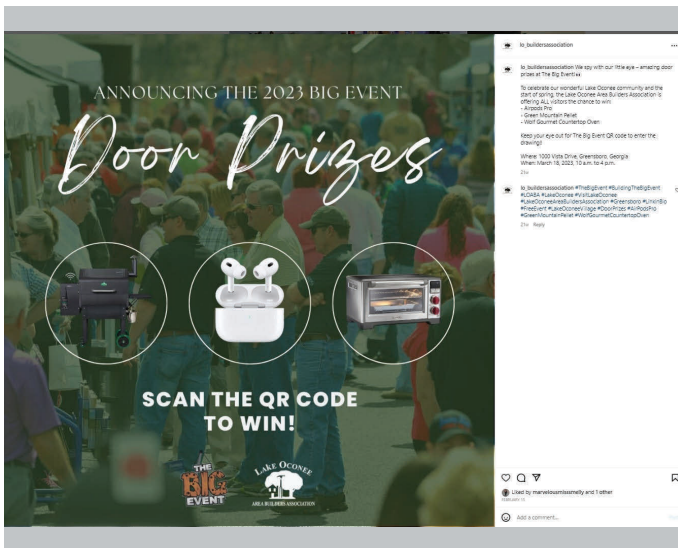 ANNOUNCING THE 2023 BIG EVENT
Door Prizes
SCAN THE QR CODE
TO WIN!
THE
BIG
EVENT
LAKE OCONEE
AREA BUILDERS ASSOCIATION
lo_buildersassociation
lo_buildersassociation We spy with our little eye – amazing door
prizes at The Big Event!
To celebrate our wonderful Lake Oconee community and the
start of spring, the Lake Oconee Area Builders Association is
offering ALL visitors the chance to win:
- Airpods Pro
- Green Mountain Pellet
- Wolf Gourmet Countertop Oven
Keep your eye out for The Big Event QR code to enter the
drawing!
Where: 1000 Vista Drive, Greensboro, Georgia
When: March 18, 2023, 10 a.m. to 4 p.m.
21w
lo_buildersassociation #TheBigEvent #BuildingTheBigEvent
#LOABA #LakeOconee #VisitLakeOconee
#LakeOconeeAreaBuildersAssociation #Greensboro #LinkInBio
#FreeEvent #LakeOconeeVillage #DoorPrizes #AirPodsPro
#GreenMountainPellet #WolfGourmetCountertopOven
21w Reply
Liked by marvelousmissmelly and 1 other
Add a comment...